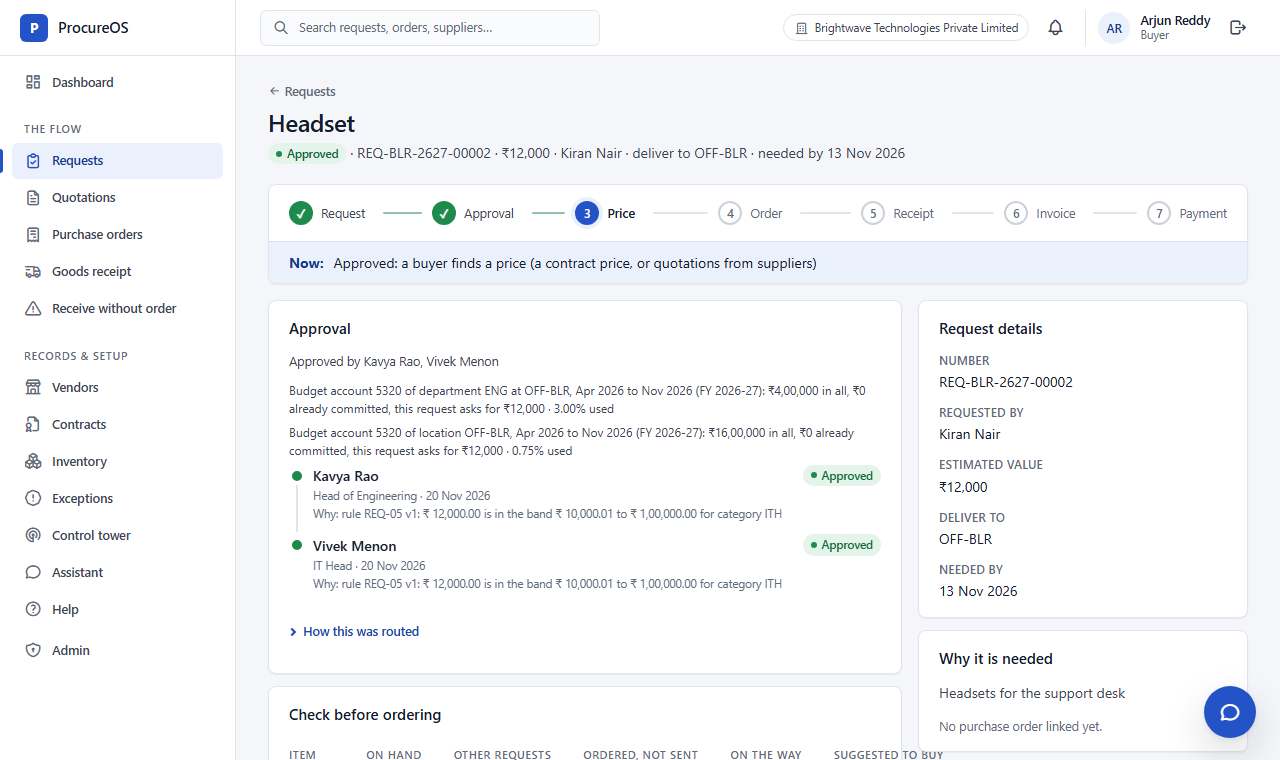 P ProcureOS
Search requests, orders, suppliers...
Brightwave Technologies Private Limited
AR
Arjun Reddy
Buyer
Dashboard
THE FLOW
Requests
Quotations
Purchase orders
Goods receipt
Receive without order
RECORDS & SETUP
Vendors
Contracts
Inventory
Exceptions
Control tower
Assistant
Help
Admin
← Requests
Headset
Approved · REQ-BLR-2627-00002 · ₹12,000 · Kiran Nair · deliver to OFF-BLR · needed by 13 Nov 2026
Request Approval 3 Price 4 Order 5 Receipt 6 Invoice 7 Payment
Now: Approved: a buyer finds a price (a contract price, or quotations from suppliers)
Approval
Approved by Kavya Rao, Vivek Menon
Budget account 5320 of department ENG at OFF-BLR, Apr 2026 to Nov 2026 (FY 2026-27): ₹4,00,000 in all, ₹0
already committed, this request asks for ₹12,000 · 3.00% used
Budget account 5320 of location OFF-BLR, Apr 2026 to Nov 2026 (FY 2026-27): ₹16,00,000 in all, ₹0 already
committed, this request asks for ₹12,000 · 0.75% used
Kavya Rao Approved
Head of Engineering · 20 Nov 2026
Why: rule REQ-05 v1: ₹ 12,000.00 is in the band ₹ 10,000.01 to ₹ 1,00,000.00 for category ITH
Vivek Menon Approved
IT Head · 20 Nov 2026
Why: rule REQ-05 v1: ₹ 12,000.00 is in the band ₹ 10,000.01 to ₹ 1,00,000.00 for category ITH
How this was routed
Check before ordering
ITEM ON HAND OTHER REQUESTS ORDERED, NOT SENT ON THE WAY SUGGESTED TO BUY
Request details
NUMBER
REQ-BLR-2627-00002
REQUESTED BY
Kiran Nair
ESTIMATED VALUE
₹12,000
DELIVER TO
OFF-BLR
NEEDED BY
13 Nov 2026
Why it is needed
Headsets for the support desk
No purchase order linked yet.